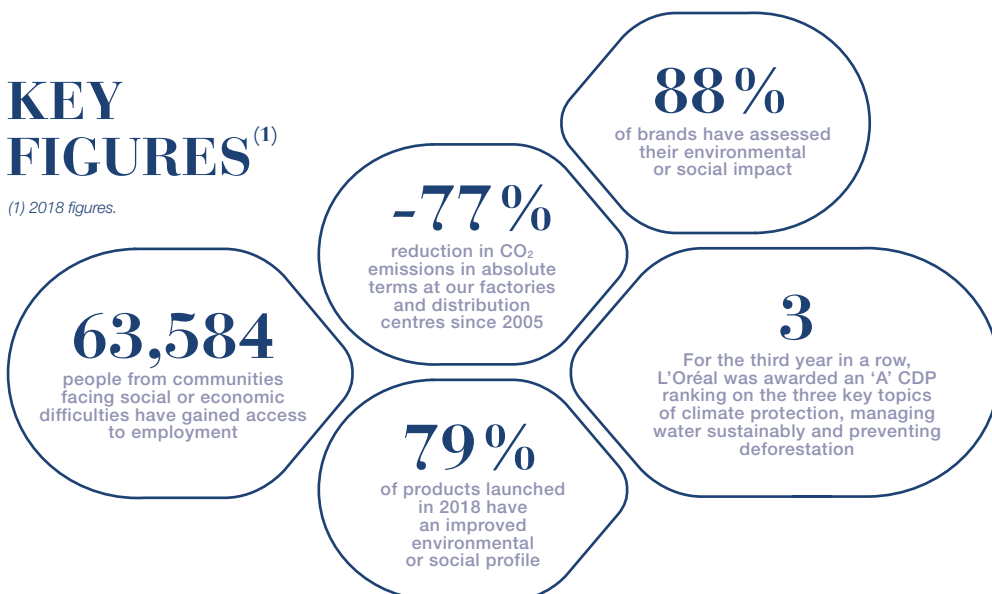 KEY
FIGURES(1)
(1) 2018 figures.
88%
of brands have assessed
their environmental
or social impact
-77%
reduction in CO₂
emissions in absolute
terms at our factories
and distribution
centres since 2005
63,584
people from communities
facing social or economic
difficulties have gained access
to employment
3
For the third year in a row,
L’Oréal was awarded an ‘A’ CDP
ranking on the three key topics
of climate protection, managing
water sustainably and preventing
deforestation
79%
of products launched
in 2018 have
an improved
environmental
or social profile